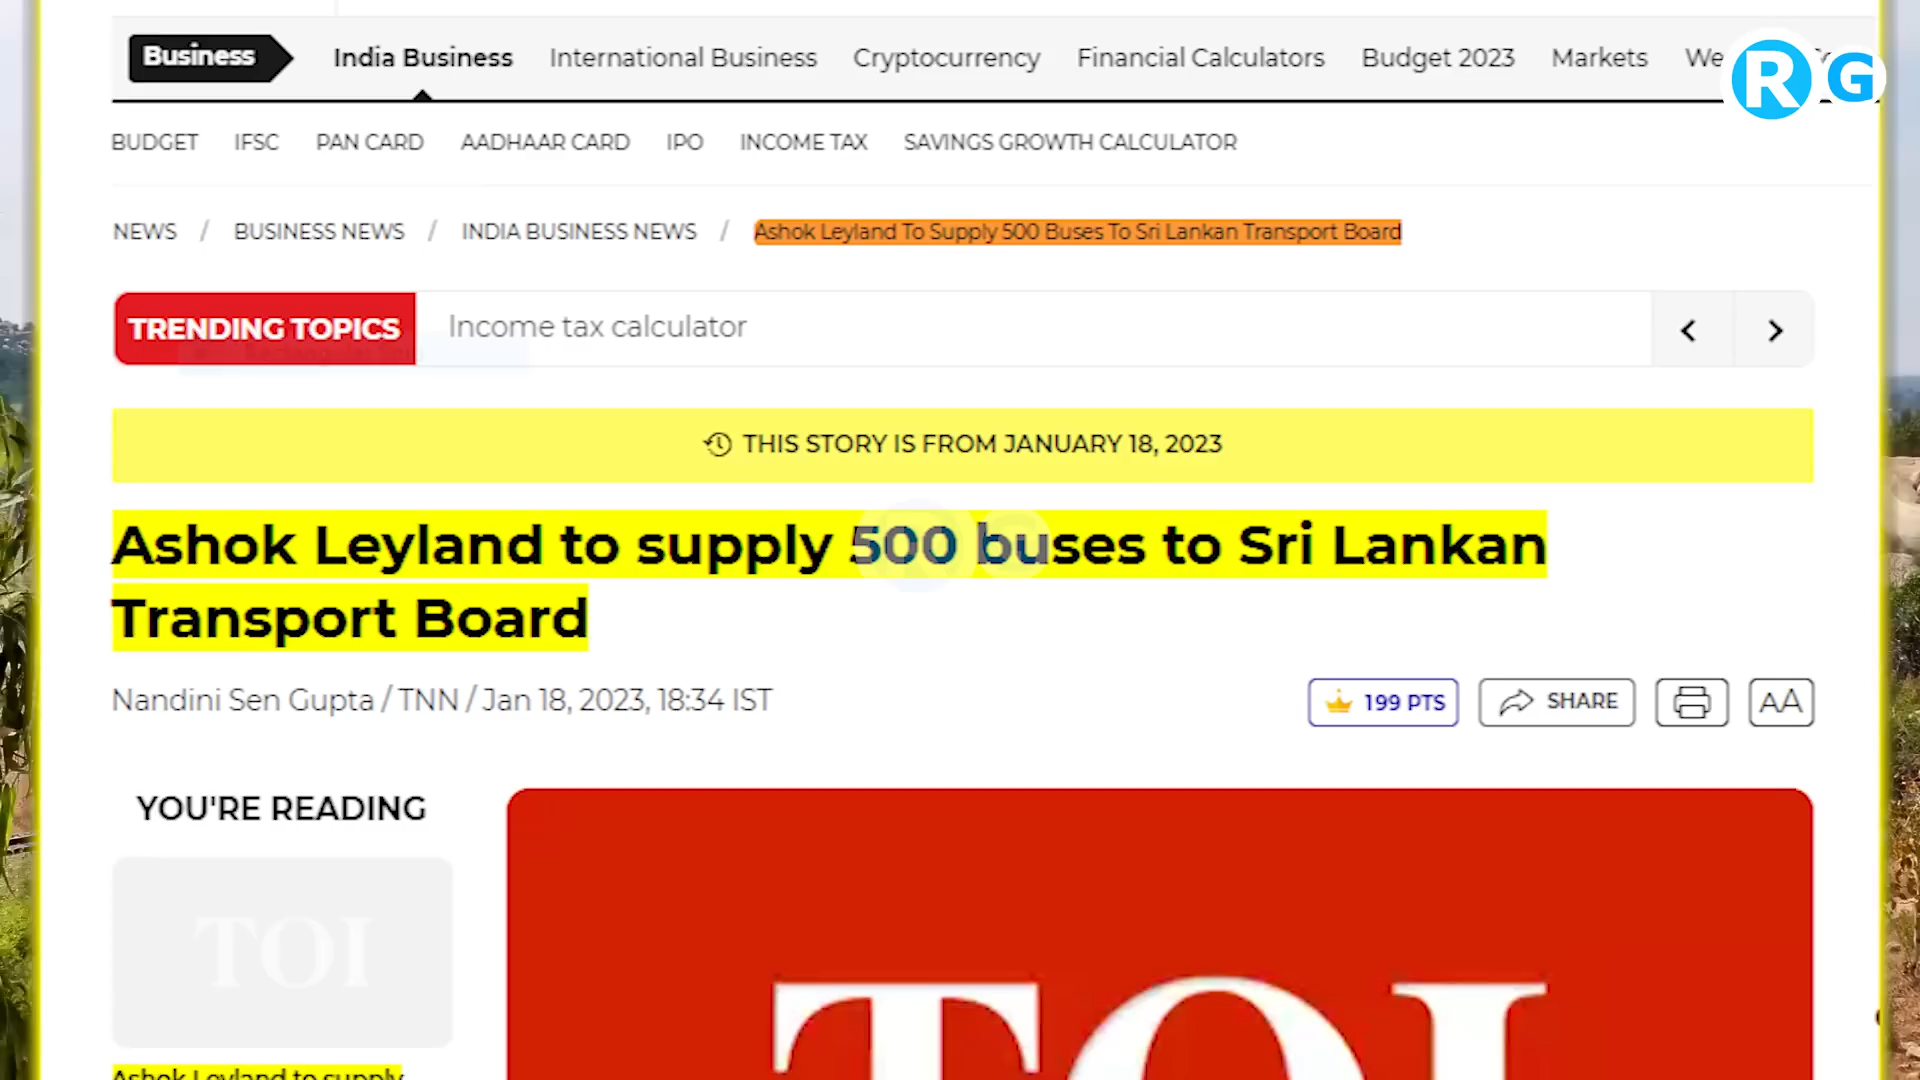 Business
India Business
International Business
Cryptocurrency
Financial Calculators
Budget 2023
Markets
RG
BUDGET
IFSC
PAN CARD
AADHAAR CARD
IPO
INCOME TAX
SAVINGS GROWTH CALCULATOR
NEWS / BUSINESS NEWS / INDIA BUSINESS NEWS / Ashok Leyland To Supply 500 Buses To Sri Lankan Transport Board
TRENDING TOPICS
Income tax calculator
THIS STORY IS FROM JANUARY 18, 2023
Ashok Leyland to supply 500 buses to Sri Lankan
Transport Board
Nandini Sen Gupta / TNN / Jan 18, 2023, 18:34 IST
199 PTS
SHARE
AA
YOU'RE READING
TOI
TOI
Ashok Leyland to supply